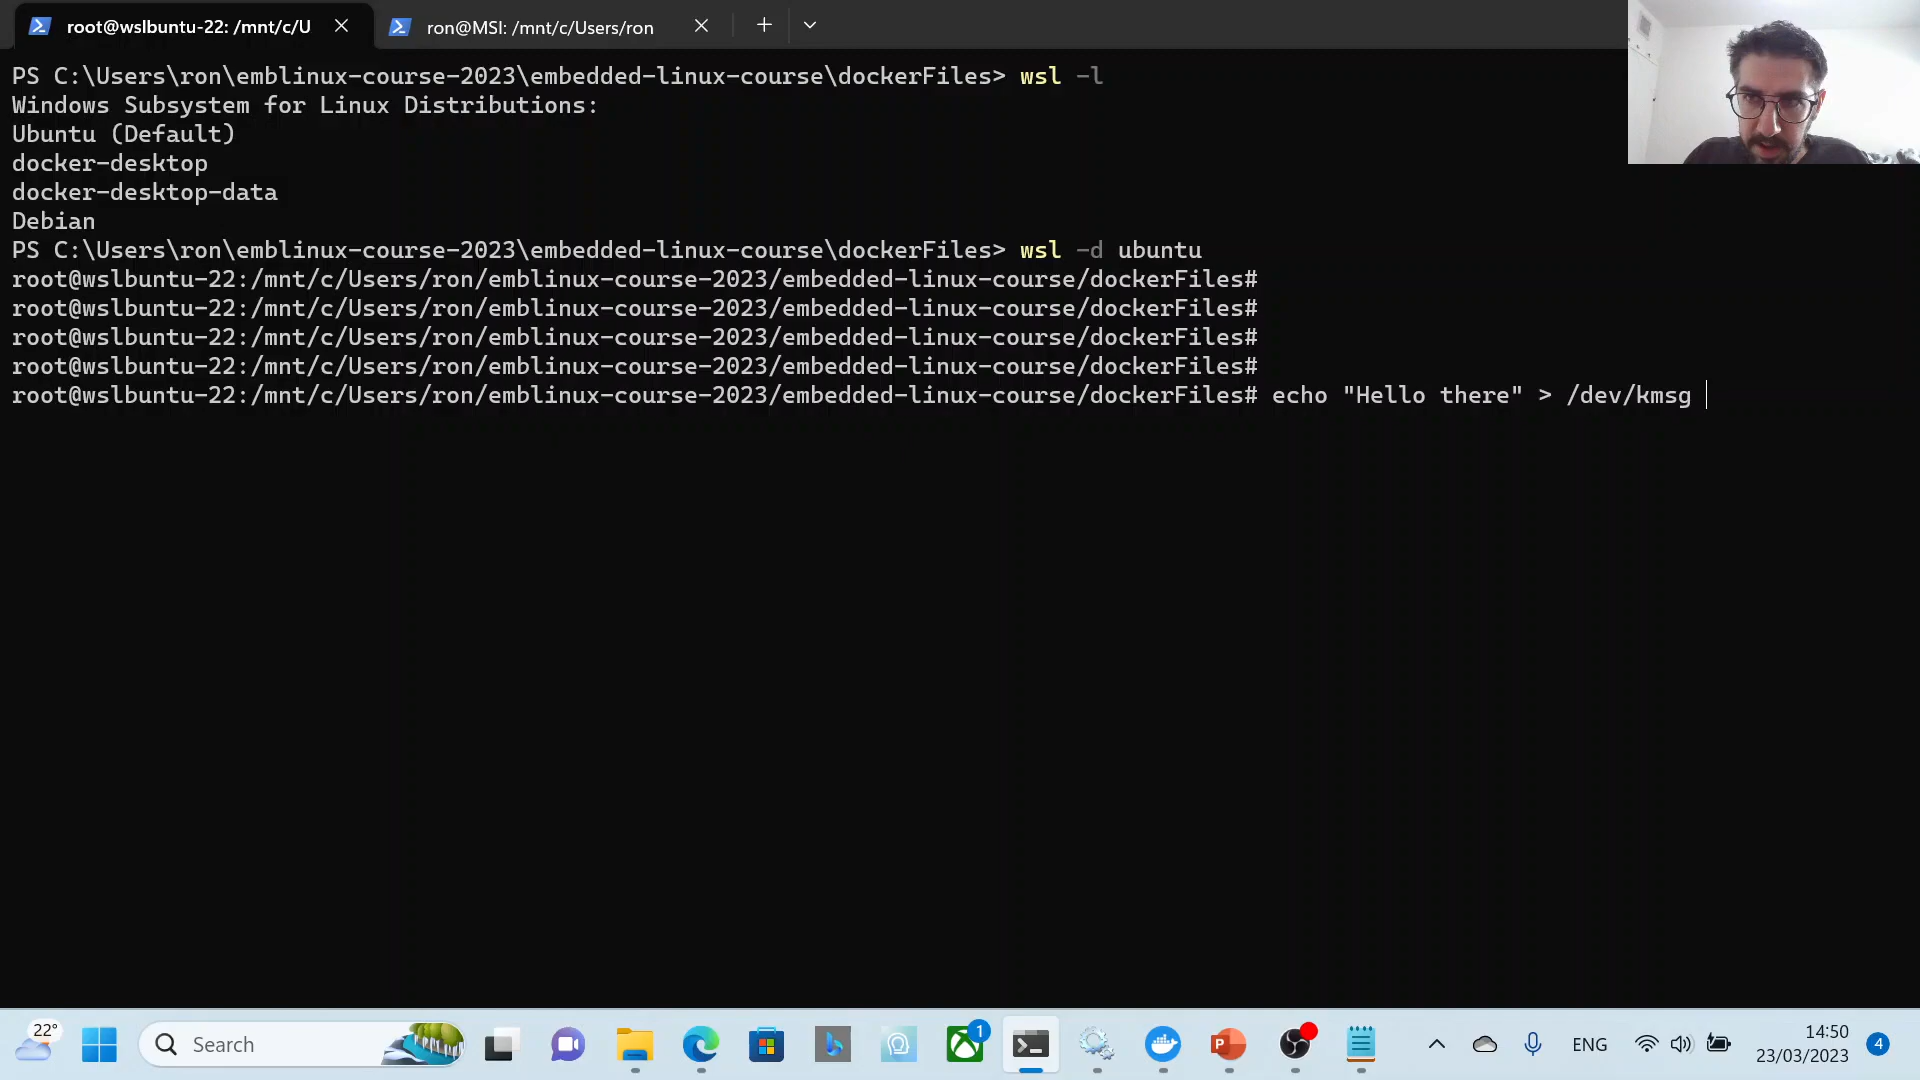 root@wslbuntu-22: /mnt/c/U
ron@MSI: /mnt/c/Users/ron
PS C:\Users\ron\emblinux-course-2023\embedded-linux-course\dockerFiles> wsl -l
Windows Subsystem for Linux Distributions:
Ubuntu (Default)
docker-desktop
docker-desktop-data
Debian
PS C:\Users\ron\emblinux-course-2023\embedded-linux-course\dockerFiles> wsl -d ubuntu
root@wslbuntu-22:/mnt/c/Users/ron/emblinux-course-2023/embedded-linux-course/dockerFiles#
root@wslbuntu-22:/mnt/c/Users/ron/emblinux-course-2023/embedded-linux-course/dockerFiles#
root@wslbuntu-22:/mnt/c/Users/ron/emblinux-course-2023/embedded-linux-course/dockerFiles#
root@wslbuntu-22:/mnt/c/Users/ron/emblinux-course-2023/embedded-linux-course/dockerFiles#
root@wslbuntu-22:/mnt/c/Users/ron/emblinux-course-2023/embedded-linux-course/dockerFiles# echo "Hello there" > /dev/kmsg
22°
Search
1
P
ENG
14:50
23/03/2023
4